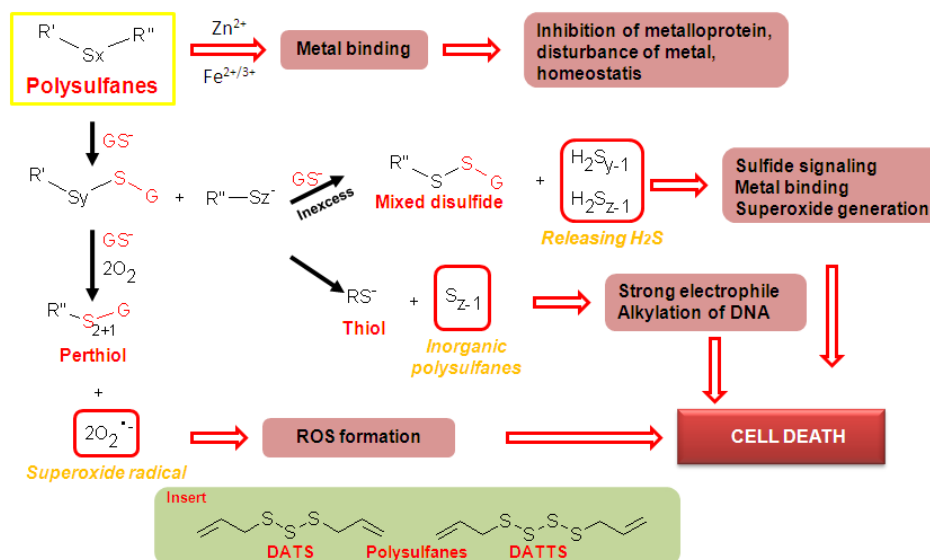 R' R"
Sx
Polysulfanes
Zn2+
Fe2+/3+
Metal binding
Inhibition of metalloprotein,
disturbance of metal,
homeostatis
GS-
R' Sy S G + R" Sz-
GS-
Inexcess
R" S S G
Mixed disulfide
+
H2Sy-1
H2Sz-1
Releasing H2S
Sulfide signaling
Metal binding
Superoxide generation
GS-
2O2
R" S2+1 G
Perthiol
RS-
Thiol
+
Sz-1
Inorganic
polysulfanes
Strong electrophile
Alkylation of DNA
+
2O2•-
Superoxide radical
ROS formation
CELL DEATH
Insert
S S S
S S S S
DATS Polysulfanes DATTS